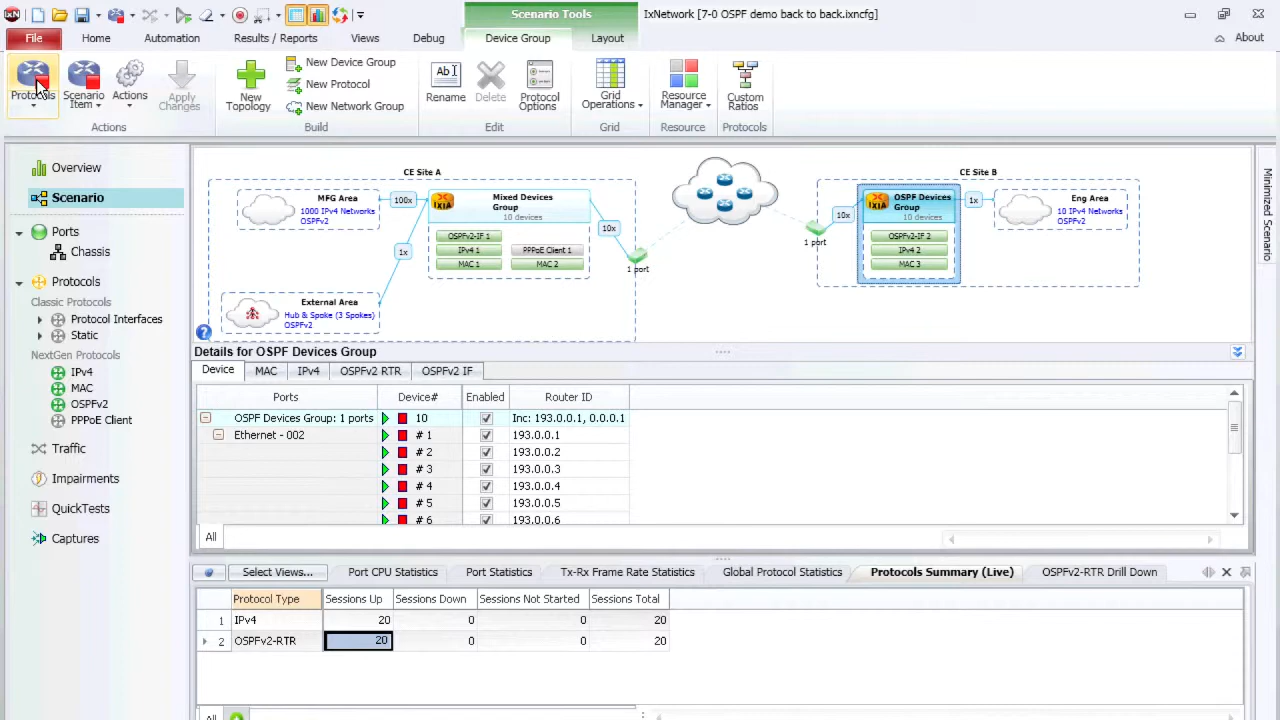 IxN
Scenario Tools
IxNetwork [7-0 OSPF demo back to back.ixncfg]
File
Home
Automation
Results / Reports
Views
Debug
Device Group
Layout
About
Protocols
Scenario Item
Actions
Apply Changes
New Topology
New Device Group
New Protocol
New Network Group
Ab
Rename
Delete
Protocol Options
Grid Operations
Resource Manager
Custom Ratios
Actions
Build
Edit
Grid
Resource
Protocols
Overview
Scenario
Ports
Chassis
Protocols
Classic Protocols
Protocol Interfaces
Static
NextGen Protocols
IPv4
MAC
OSPFv2
PPPoE Client
Traffic
Impairments
QuickTests
Captures
CE Site A
MFG Area
1000 IPv4 Networks
OSPFv2
100x
IXIA
Mixed Devices
Group
10 devices
OSPFv2-IF 1
IPv4 1
PPPoE Client 1
MAC 1
MAC 2
1x
10x
1 port
External Area
Hub & Spoke (3 Spokes)
OSPFv2
CE Site B
10x
1 port
IXIA
OSPF Devices
Group
10 devices
OSPFv2-IF 2
IPv4 2
MAC 3
1x
Eng Area
10 IPv4 Networks
OSPFv2
Minimized Scenario
?
Details for OSPF Devices Group
Device
MAC
IPv4
OSPFv2 RTR
OSPFv2 IF
Ports Device# Enabled Router ID
OSPF Devices Group: 1 ports 10 Inc: 193.0.0.1, 0.0.0.1
Ethernet - 002 # 1 193.0.0.1
# 2 193.0.0.2
# 3 193.0.0.3
# 4 193.0.0.4
# 5 193.0.0.5
# 6 193.0.0.6
All
Select Views...
Port CPU Statistics
Port Statistics
Tx-Rx Frame Rate Statistics
Global Protocol Statistics
Protocols Summary (Live)
OSPFv2-RTR Drill Down
Protocol Type Sessions Up Sessions Down Sessions Not Started Sessions Total
1 IPv4 20 0 0 20
2 OSPFv2-RTR 20 0 0 20
All